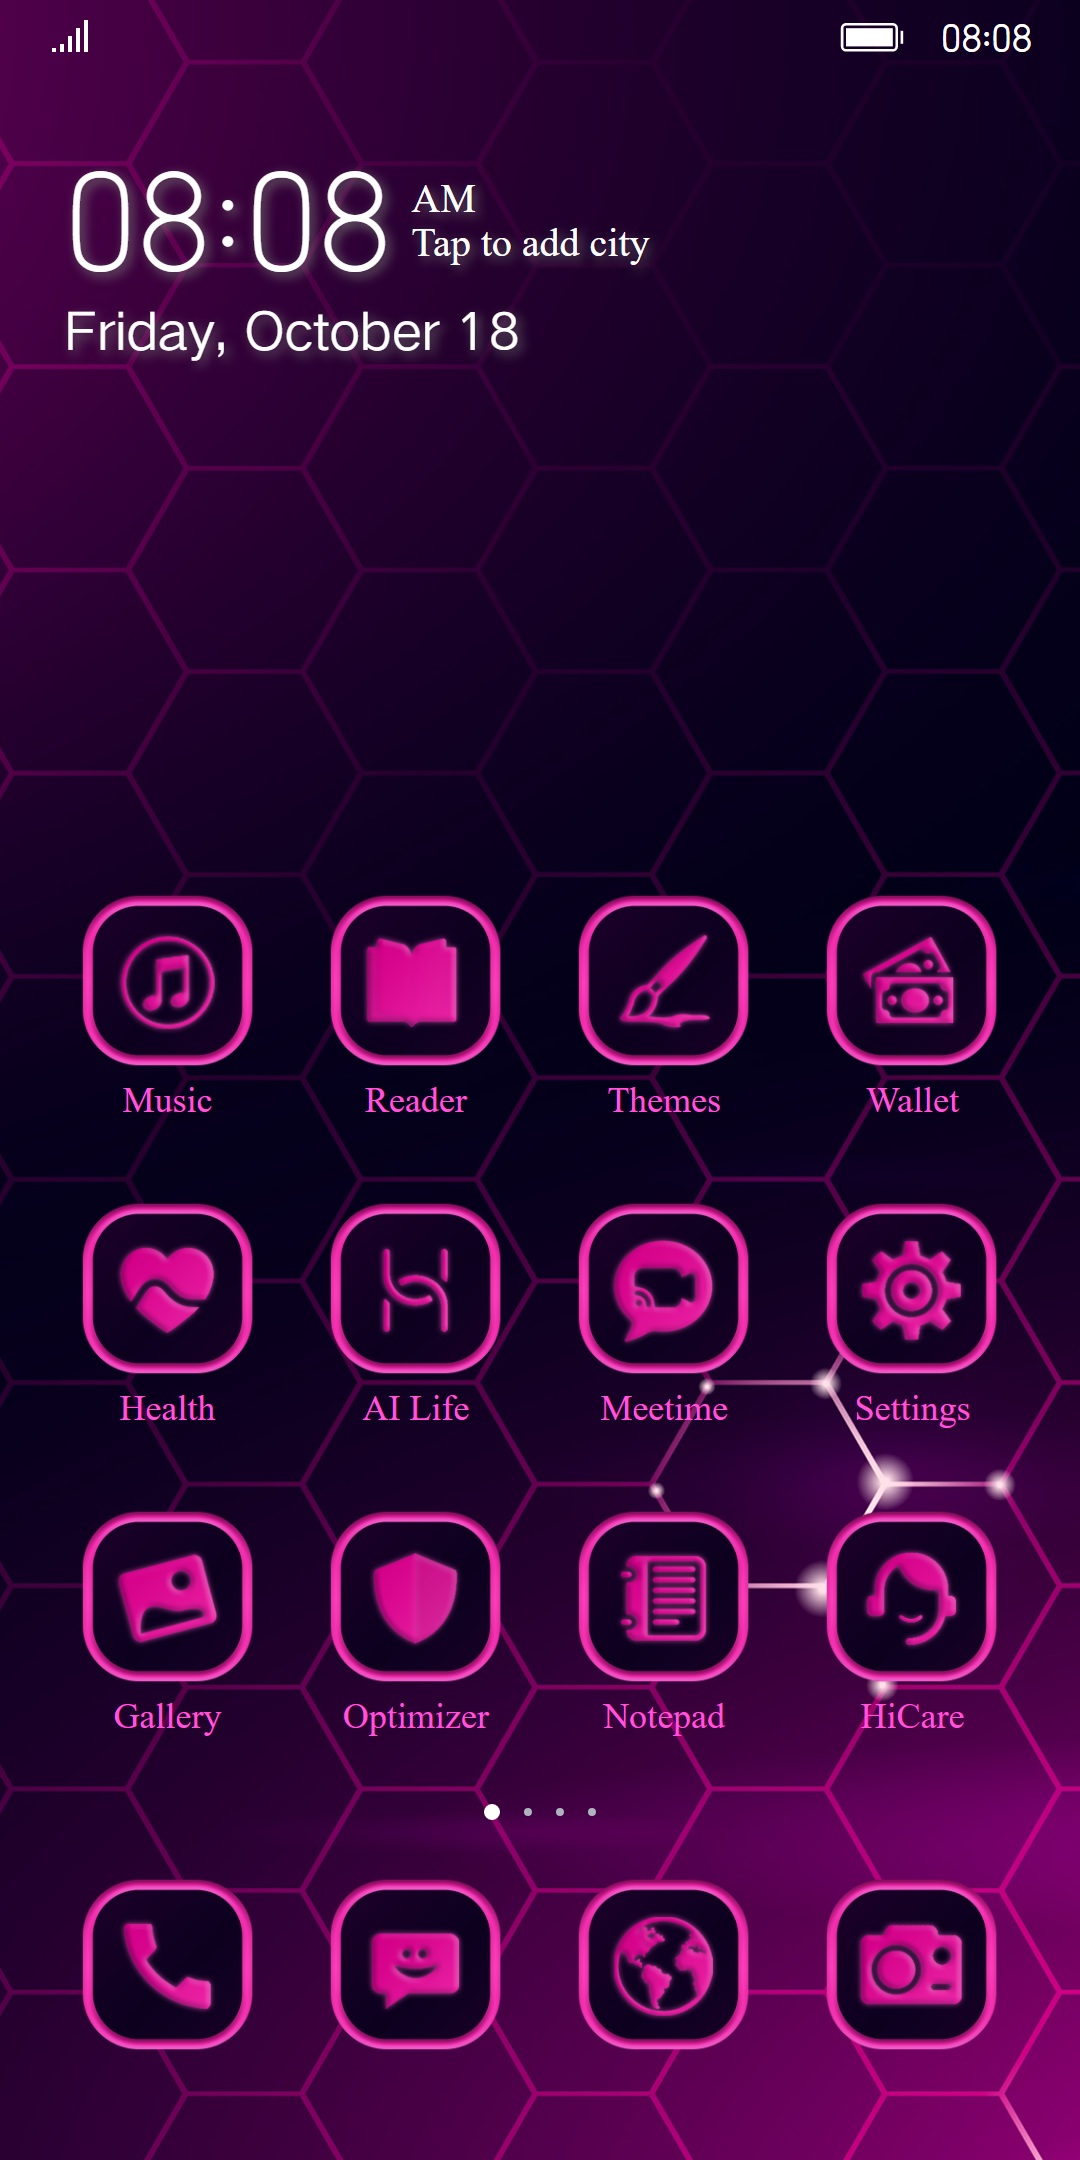 08:08
08:08 AM
Tap to add city
Friday, October 18
Music Reader Themes Wallet
Health AI Life Meetime Settings
Gallery Optimizer Notepad HiCare